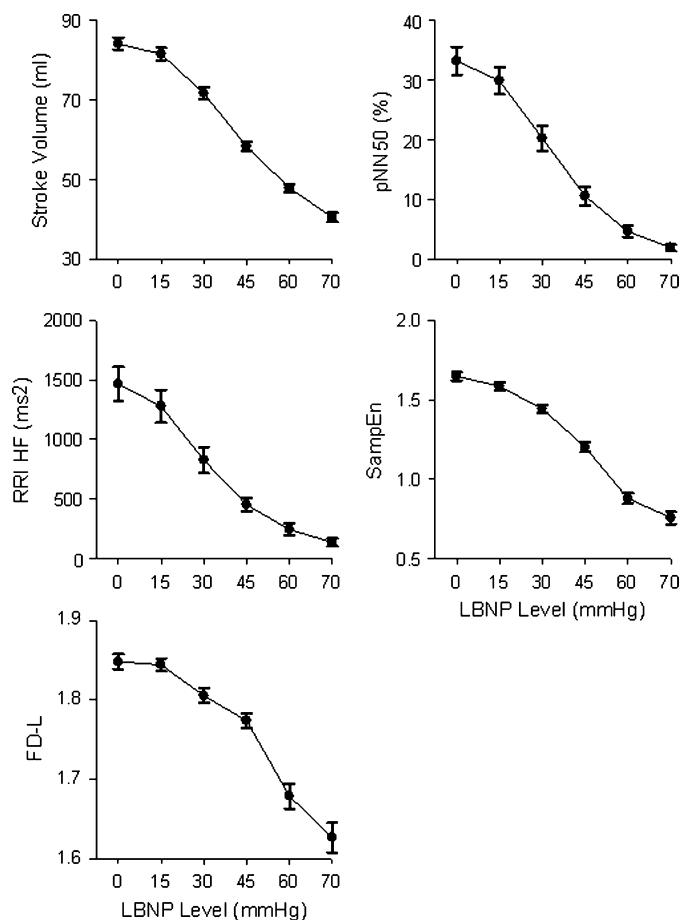 90
70
50
30
Stroke Volume (ml)
0 15 30 45 60 70
40
30
20
10
0
pNN50 (%)
0 15 30 45 60 70
2000
1500
1000
500
0
RRI HF (ms2)
0 15 30 45 60 70
2.0
1.5
1.0
0.5
SampEn
0 15 30 45 60 70
LBNP Level (mmHg)
1.9
1.8
1.7
1.6
FD-L
0 15 30 45 60 70
LBNP Level (mmHg)